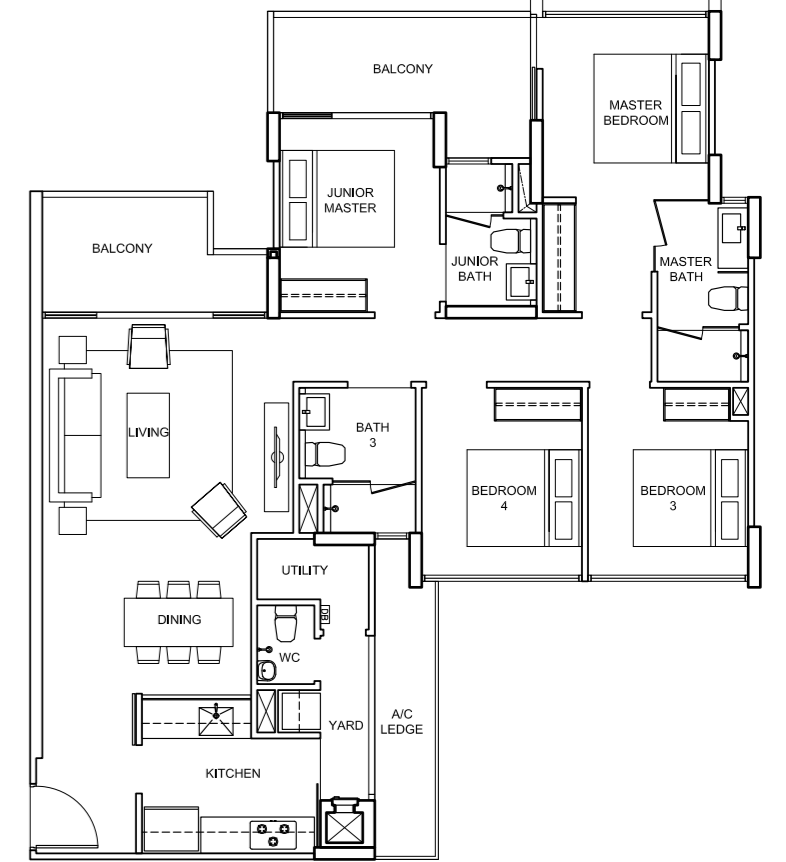 BALCONY
MASTER
BEDROOM
JUNIOR
MASTER
BALCONY
JUNIOR
BATH
MASTER
BATH
LIVING
BATH
3
BEDROOM
4
BEDROOM
3
UTILITY
DB
DINING
WC
YARD
A/C
LEDGE
KITCHEN